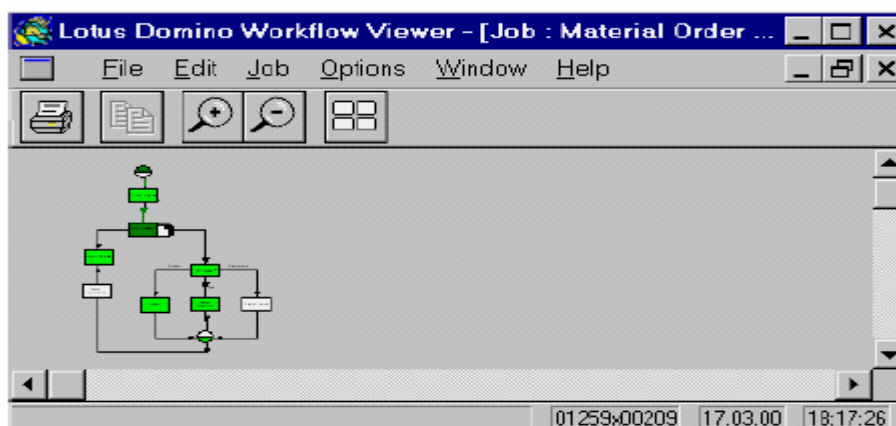 Lotus Domino Workflow Viewer - [Job : Material Order ...
File Edit Job Options Window Help
01259x00209 17.03.00 18:17:26